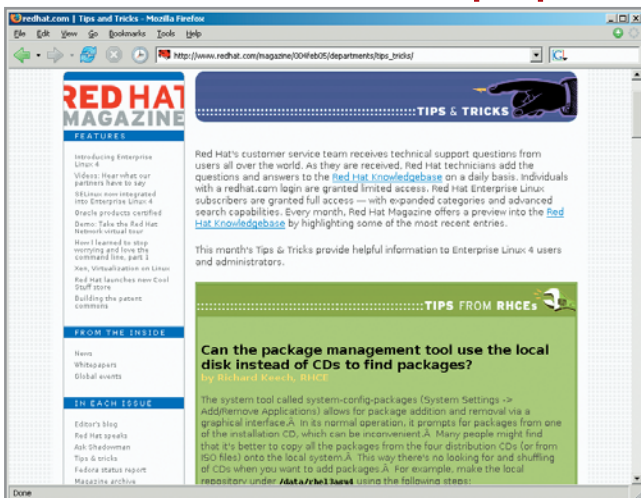 redhat.com | Tips and Tricks - Mozilla Firefox
File Edit View Go Bookmarks Tools Help
http://www.redhat.com/magazine/004feb05/departments/tips_tricks/
RED HAT
MAGAZINE
FEATURES
Introducing Enterprise
Linux 4
Videos: Hear what our
partners have to say
SELinux now integrated
into Enterprise Linux 4
Oracle products certified
Demo: Take the Red Hat
Network virtual tour
How I learned to stop
worrying and love the
command line, part 1
Xen, Virtualization on Linux
Red Hat launches new Cool
Stuff store
Building the patent
commons
FROM THE INSIDE
News
Whitepapers
Global events
IN EACH ISSUE
Editor's blog
Red Hat speaks
Ask Shadowman
Tips & tricks
Fedora status report
Magazine archive
TIPS & TRICKS
Red Hat's customer service team receives technical support questions from
users all over the world. As they are received, Red Hat technicians add the
questions and answers to the Red Hat Knowledgebase on a daily basis. Individuals
with a redhat.com login are granted limited access. Red Hat Enterprise Linux
subscribers are granted full access — with expanded categories and advanced
search capabilities. Every month, Red Hat Magazine offers a preview into the Red
Hat Knowledgebase by highlighting some of the most recent entries.
This month's Tips & Tricks provide helpful information to Enterprise Linux 4 users
and administrators.
TIPS FROM RHCEs
Can the package management tool use the local
disk instead of CDs to find packages?
by Richard Keech, RHCE
The system tool called system-config-packages (System Settings ->
Add/Remove Applications) allows for package addition and removal via a
graphical interface.Â In its normal operation, it prompts for packages from one
of the installation CD, which can be inconvenient.Â Many people might find
that it's better to copy all the packages from the four distribution CDs (or from
ISO files) onto the local system.Â This way there's no looking for and shuffling
of CDs when you want to add packages.Â For example, make the local
repository under /data/rhel3asu4 using the following steps:
Done